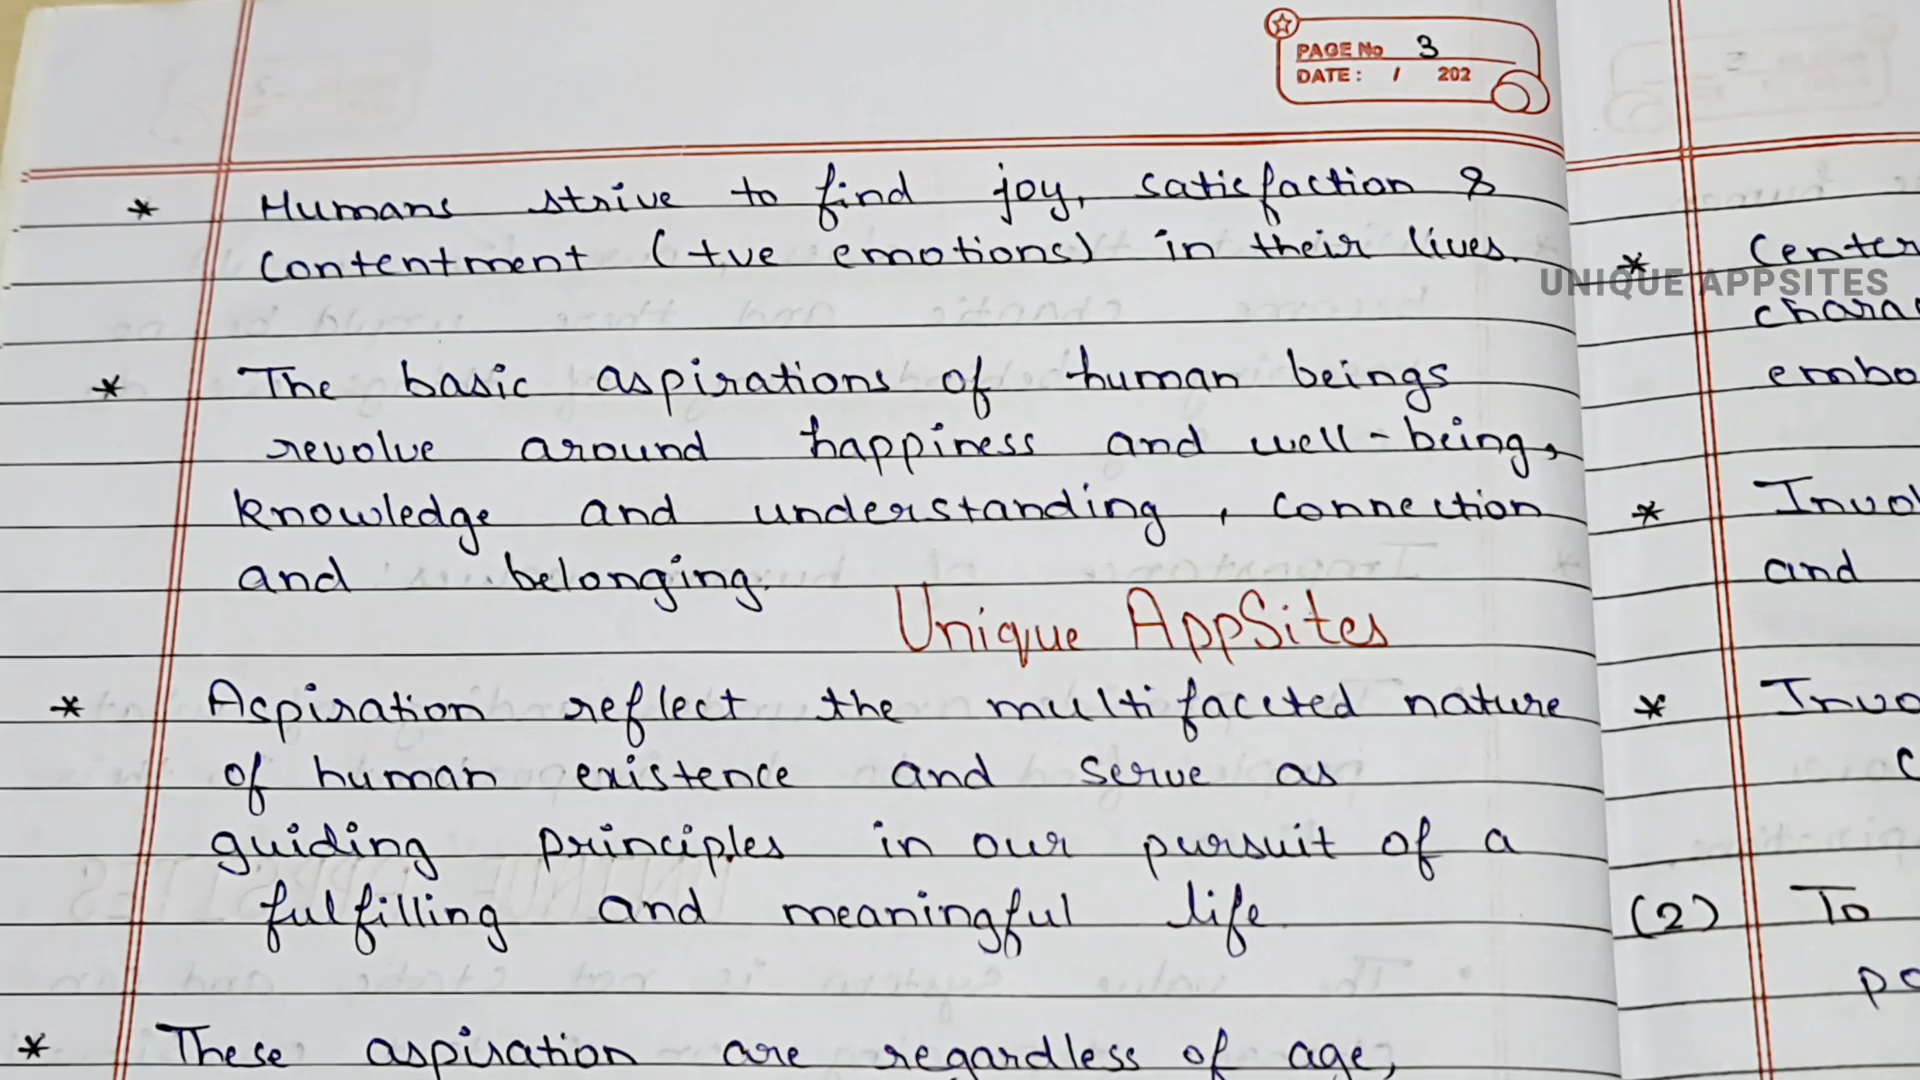 PAGE No 3
DATE: / 202
* Humans strive to find joy, satisfaction &
contentment (+ve emotions) in their lives.
* The basic aspirations of human beings
revolve around happiness and well-being,
knowledge and understanding, connection
and belonging.
Unique AppSites
* Aspiration reflect the multifaceted nature
of human existence and serve as
guiding principles in our pursuit of a
fulfilling and meaningful life.
* These aspiration are regardless of age,
UNIQUE APPSITES
* Center
charac
embo
* Invol
and
* Invo
C
(2) To
po